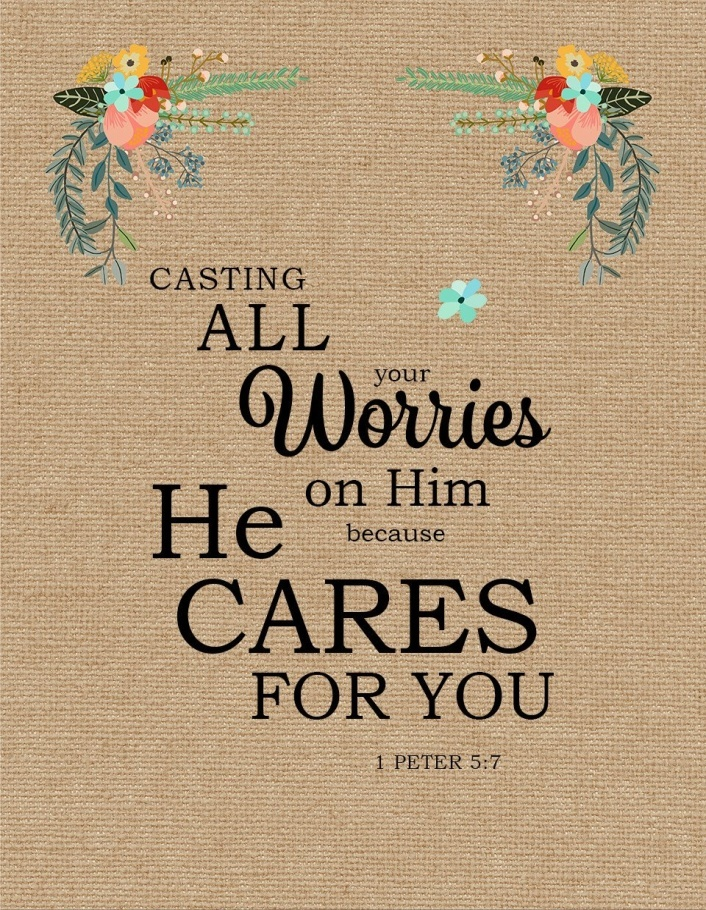 CASTING
ALL
your
Worries
on Him
because
He
CARES
FOR YOU
1 PETER 5:7